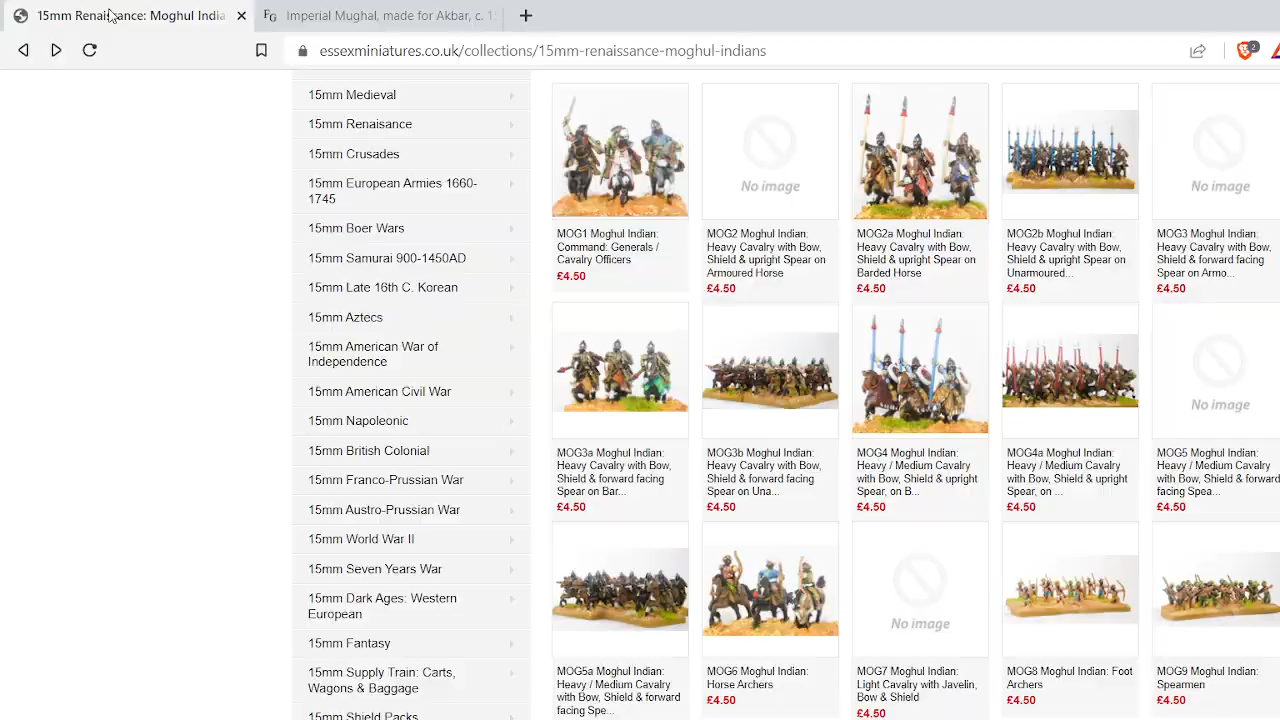 15mm Renaissance: Moghul India
Imperial Mughal, made for Akbar, c. 1
essexminiatures.co.uk/collections/15mm-renaissance-moghul-indians
2
15mm Medieval
15mm Renaisance
15mm Crusades
15mm European Armies 1660-
1745
15mm Boer Wars
15mm Samurai 900-1450AD
15mm Late 16th C. Korean
15mm Aztecs
15mm American War of
Independence
15mm American Civil War
15mm Napoleonic
15mm British Colonial
15mm Franco-Prussian War
15mm Austro-Prussian War
15mm World War II
15mm Seven Years War
15mm Dark Ages: Western
European
15mm Fantasy
15mm Supply Train: Carts,
Wagons & Baggage
15mm Shield Packs
No image
No image
MOG1 Moghul Indian:
Command: Generals /
Cavalry Officers
£4.50
MOG2 Moghul Indian:
Heavy Cavalry with Bow,
Shield & upright Spear on
Armoured Horse
£4.50
MOG2a Moghul Indian:
Heavy Cavalry with Bow,
Shield & upright Spear on
Barded Horse
£4.50
MOG2b Moghul Indian:
Heavy Cavalry with Bow,
Shield & upright Spear on
Unarmoured...
£4.50
MOG3 Moghul Indian:
Heavy Cavalry with Bow,
Shield & forward facing
Spear on Armo...
£4.50
No image
MOG3a Moghul Indian:
Heavy Cavalry with Bow,
Shield & forward facing
Spear on Bar...
£4.50
MOG3b Moghul Indian:
Heavy Cavalry with Bow,
Shield & forward facing
Spear on Una...
£4.50
MOG4 Moghul Indian:
Heavy / Medium Cavalry
with Bow, Shield & upright
Spear, on B...
£4.50
MOG4a Moghul Indian:
Heavy / Medium Cavalry
with Bow, Shield & upright
Spear, on ...
£4.50
MOG5 Moghul Indian:
Heavy / Medium Cavalry
with Bow, Shield & forward
facing Spea...
£4.50
No image
MOG5a Moghul Indian:
Heavy / Medium Cavalry
with Bow, Shield & forward
facing Spe...
MOG6 Moghul Indian:
Horse Archers
£4.50
MOG7 Moghul Indian:
Light Cavalry with Javelin,
Bow & Shield
£4.50
MOG8 Moghul Indian: Foot
Archers
£4.50
MOG9 Moghul Indian:
Spearmen
£4.50